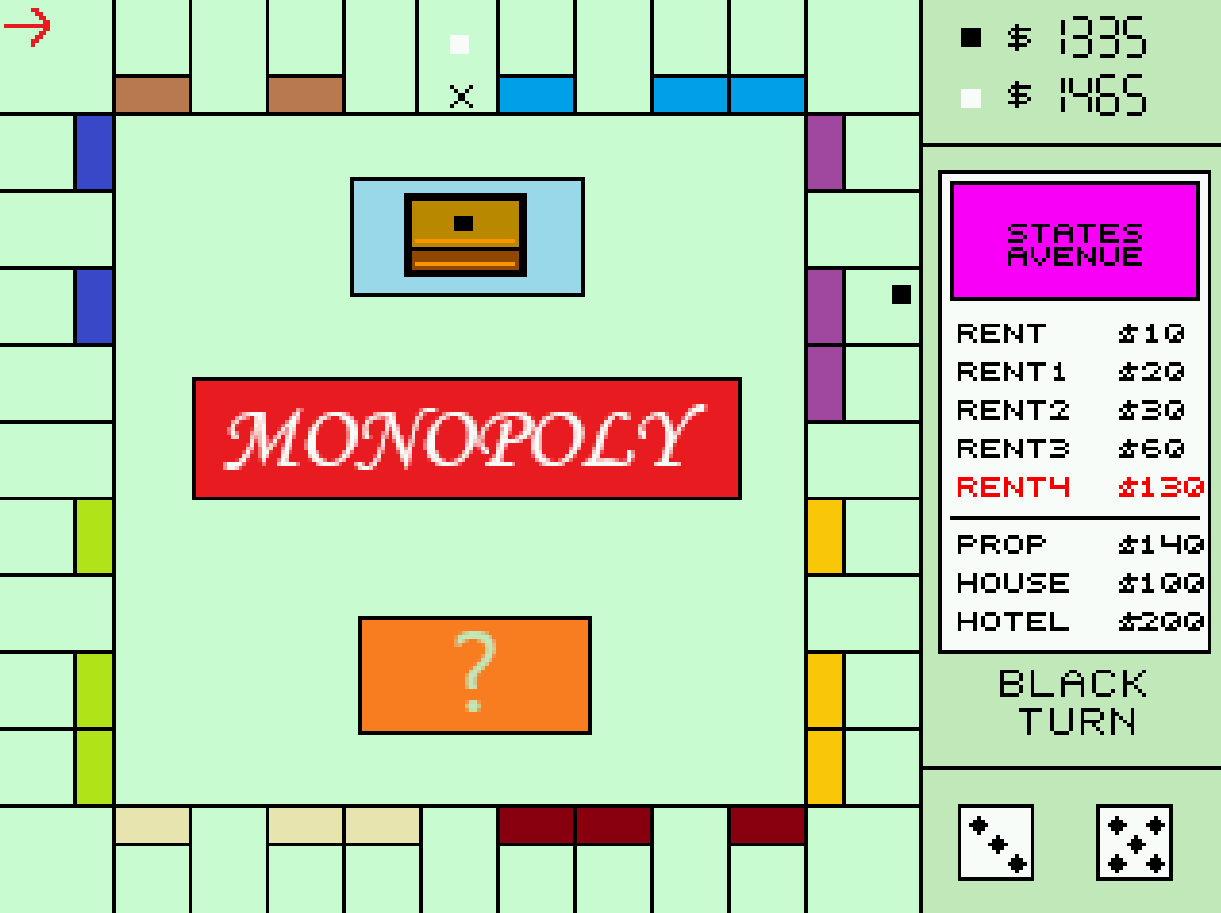 $ 1335
$ 1465
STATES
AVENUE
RENT $10
RENT1 $20
RENT2 $30
RENT3 $60
RENT4 $130
PROP $140
HOUSE $100
HOTEL $200
MONOPOLY
?
BLACK
TURN